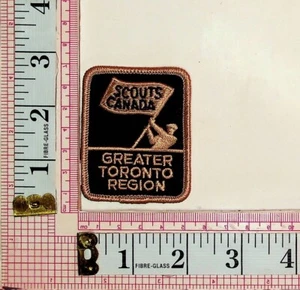 SCOUTS
CANADA
GREATER
TORONTO
REGION
4
3
2
1
FIBRE-GLASS
1 FIBRE-GLASS 2 3 4